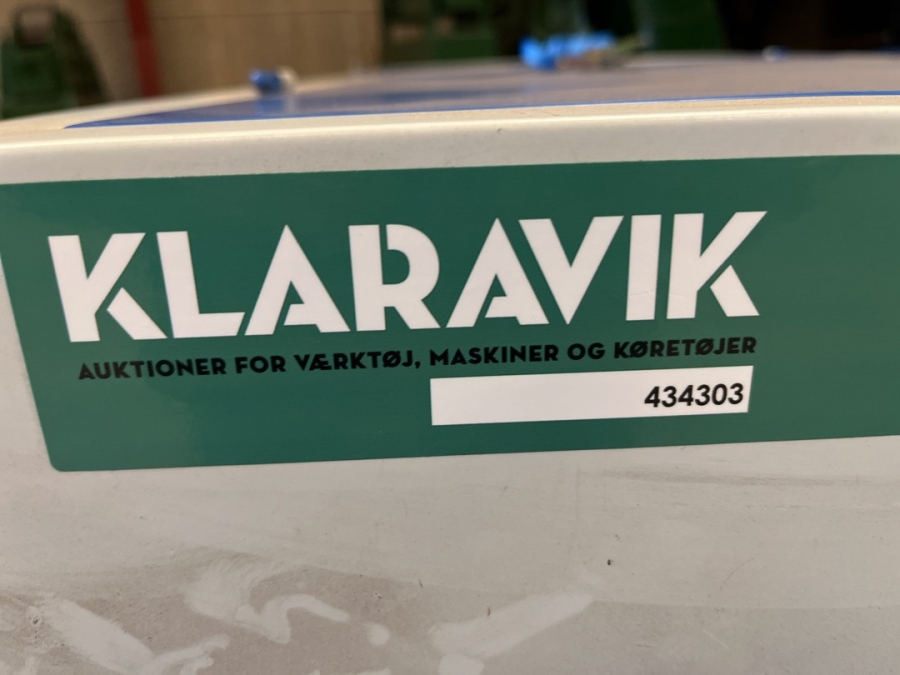 KLARAVIK
AUKTIONER FOR VÆRKTØJ, MASKINER OG KØRETØJER
434303